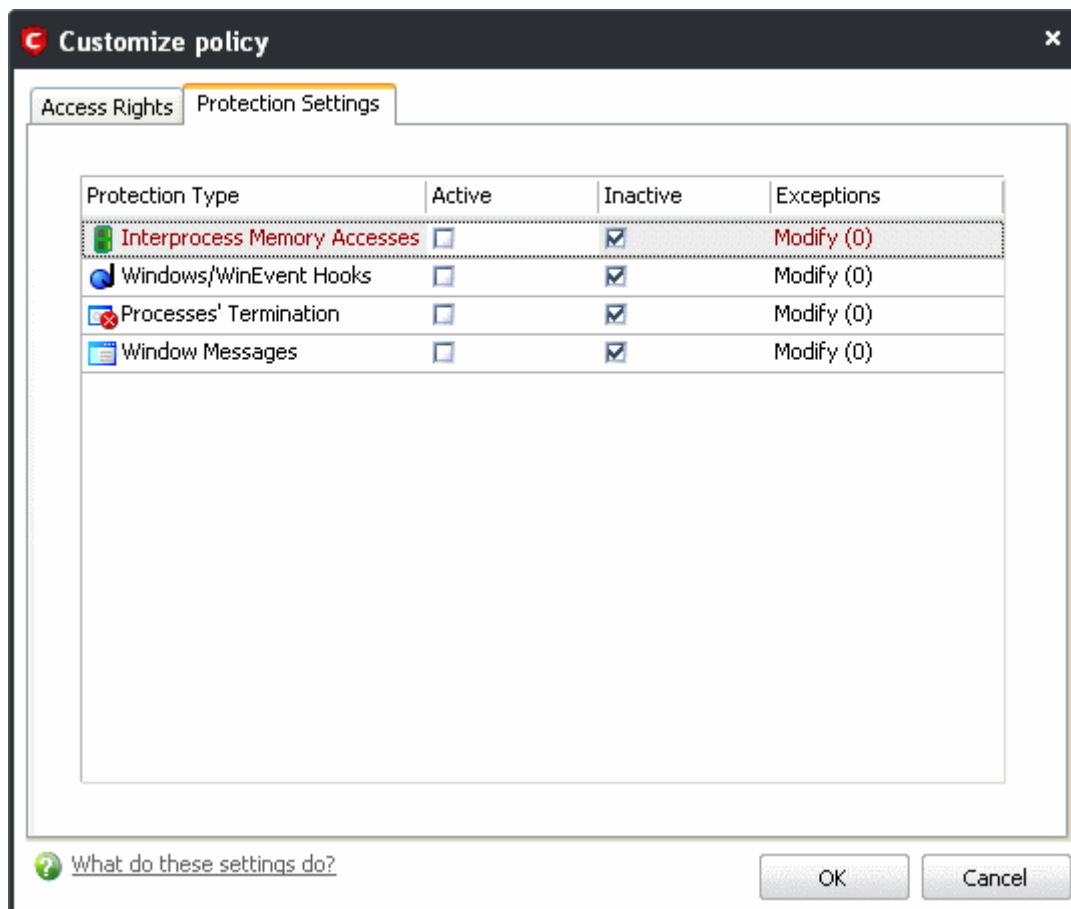 Customize policy
Access Rights Protection Settings
Protection Type Active Inactive Exceptions
Interprocess Memory Accesses Modify (0)
Windows/WinEvent Hooks Modify (0)
Processes' Termination Modify (0)
Window Messages Modify (0)
What do these settings do? OK Cancel